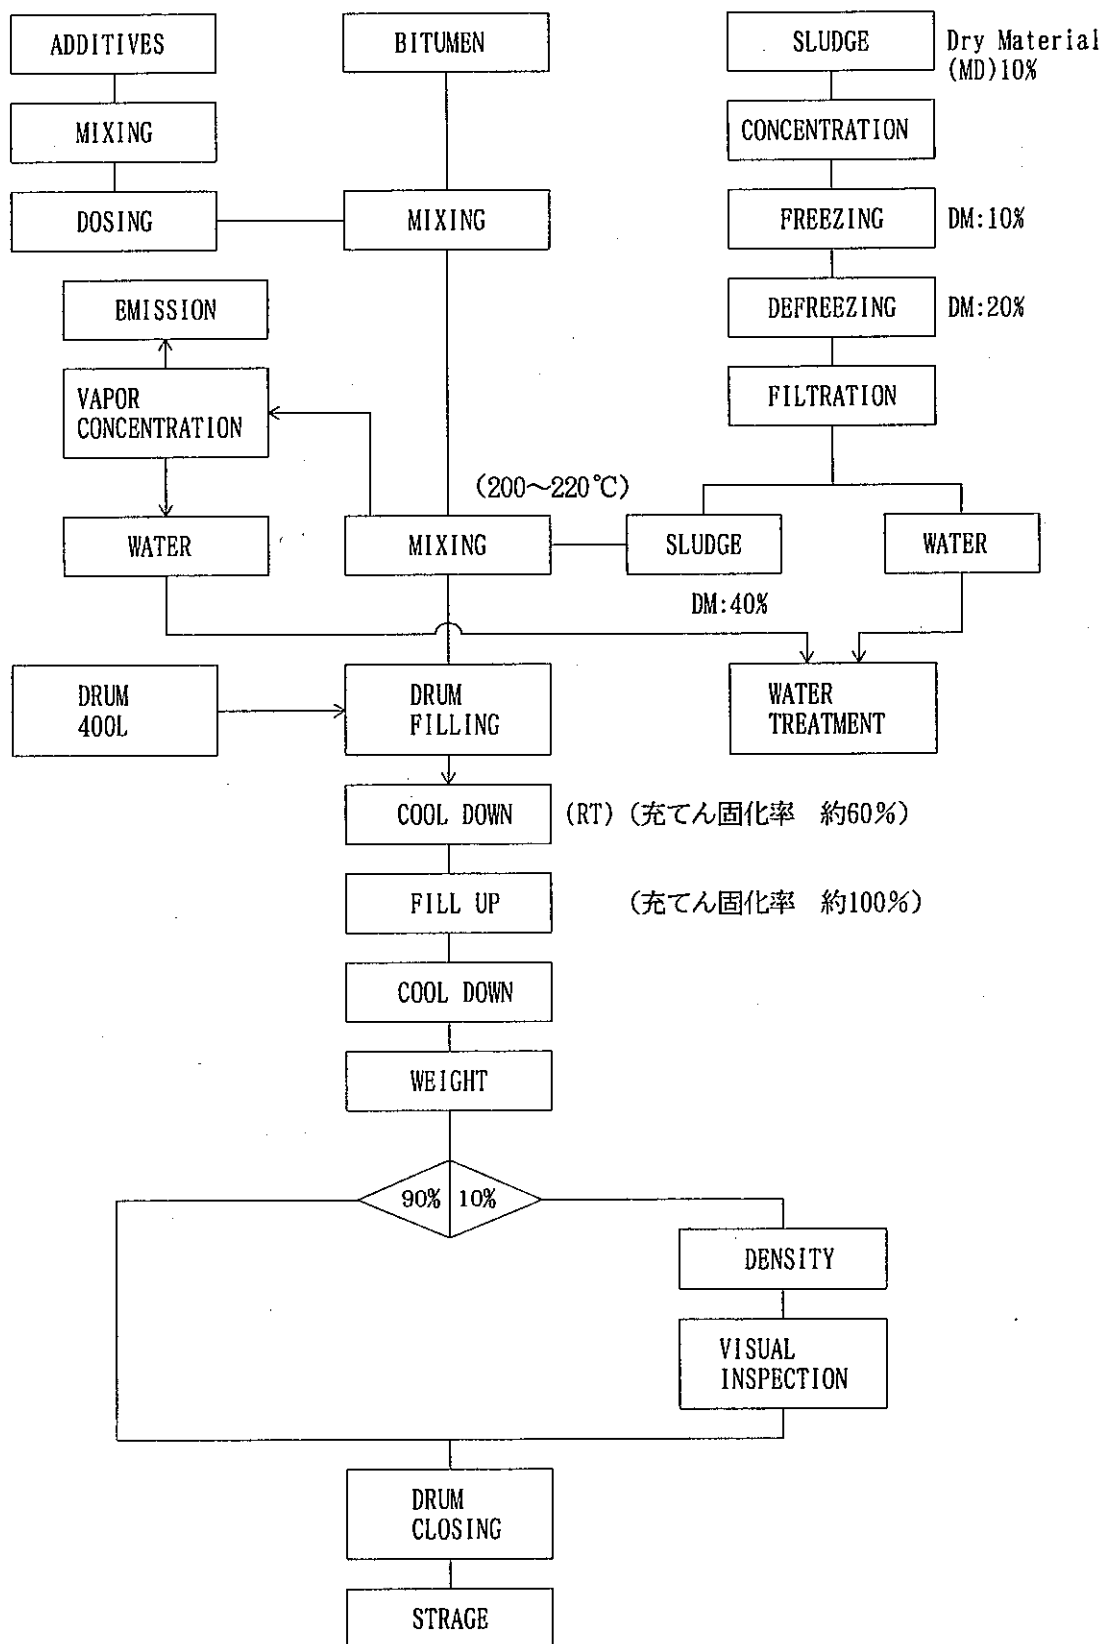 ADDITIVES
BITUMEN
SLUDGE
Dry Material
(MD)10%
MIXING
CONCENTRATION
DOSING
MIXING
FREEZING
DM:10%
EMISSION
DEFREEZING
DM:20%
VAPOR
CONCENTRATION
FILTRATION
(200～220℃)
WATER
MIXING
SLUDGE
WATER
DM:40%
DRUM
400L
DRUM
FILLING
WATER
TREATMENT
COOL DOWN
(RT) (充てん固化率 約60%)
FILL UP
(充てん固化率 約100%)
COOL DOWN
WEIGHT
90% 10%
DENSITY
VISUAL
INSPECTION
DRUM
CLOSING
STRAGE